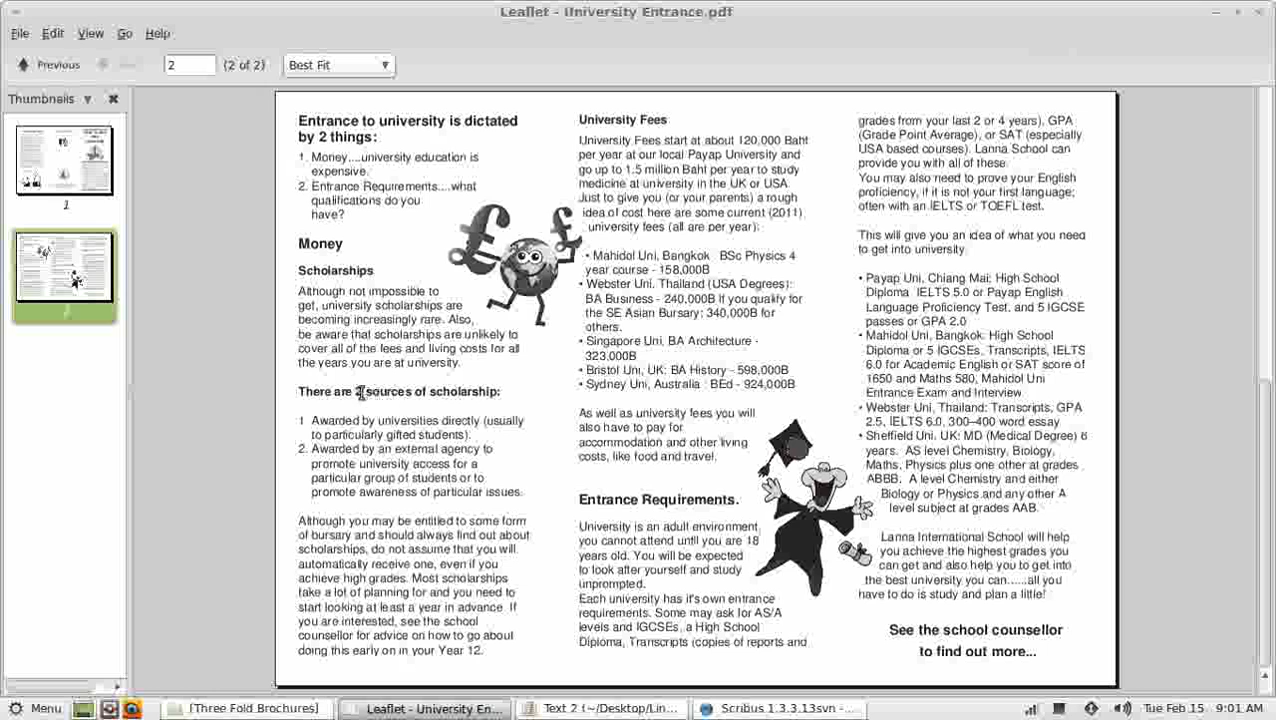 Leaflet - University Entrance.pdf
File Edit View Go Help
Previous 2 (2 of 2) Best Fit
Thumbnails
1
2
Entrance to university is dictated
by 2 things:
1. Money....university education is
expensive.
2. Entrance Requirements....what
qualifications do you
have?
Money
Scholarships
Although not impossible to
get, university scholarships are
becoming increasingly rare. Also,
be aware that scholarships are unlikely to
cover all of the fees and living costs for all
the years you are at university.
There are 2 sources of scholarship:
1 Awarded by universities directly (usually
to particularly gifted students).
2. Awarded by an external agency to
promote university access for a
particular group of students or to
promote awareness of particular issues.
Although you may be entitled to some form
of bursary and should always find out about
scholarships, do not assume that you will
automatically receive one, even if you
achieve high grades. Most scholarships
take a lot of planning for and you need to
start looking at least a year in advance. If
you are interested, see the school
counsellor for advice on how to go about
doing this early on in your Year 12.
University Fees
University Fees start at about 120,000 Baht
per year at our local Payap University and
go up to 1.5 million Baht per year to study
medicine at university in the UK or USA.
Just to give you (or your parents) a rough
idea of cost here are some current (2011)
university fees (all are per year):
• Mahidol Uni, Bangkok BSc Physics 4
year course - 158,000B
• Webster Uni. Thailand (USA Degrees):
BA Business - 240,000B if you qualify for
the SE Asian Bursary; 340,000B for
others.
• Singapore Uni, BA Architecture -
323,000B
• Bristol Uni, UK: BA History - 598,000B
• Sydney Uni, Australia : BEd - 924,000B
As well as university fees you will
also have to pay for
accommodation and other living
costs, like food and travel.
Entrance Requirements.
University is an adult environment,
you cannot attend until you are 18
years old. You will be expected
to look after yourself and study
unprompted.
Each university has it's own entrance
requirements. Some may ask for AS/A
levels and IGCSEs, a High School
Diploma, Transcripts (copies of reports and
grades from your last 2 or 4 years), GPA
(Grade Point Average), or SAT (especially
USA based courses). Lanna School can
provide you with all of these.
You may also need to prove your English
proficiency, if it is not your first language;
often with an IELTS or TOEFL test.
This will give you an idea of what you need
to get into university.
• Payap Uni, Chiang Mai: High School
Diploma IELTS 5.0 or Payap English
Language Proficiency Test, and 5 IGCSE
passes or GPA 2.0
• Mahidol Uni, Bangkok: High School
Diploma or 5 IGCSEs, Transcripts, IELTS
6.0 for Academic English or SAT score of
1650 and Maths 580, Mahidol Uni
Entrance Exam and Interview
• Webster Uni, Thailand: Transcripts, GPA
2.5, IELTS 6.0, 300–400 word essay
• Sheffield Uni. UK: MD (Medical Degree) 6
years. AS level Chemistry, Biology,
Maths, Physics plus one other at grades
ABBB. A level Chemistry and either
Biology or Physics and any other A
level subject at grades AAB.
Lanna International School will help
you achieve the highest grades you
can get and also help you to get into
the best university you can.....all you
have to do is study and plan a little!
See the school counsellor
to find out more...
Menu [Three Fold Brochures] Leaflet - University En... Text 2 (~/Desktop/Lin... Scribus 1.3.3.13svn -... Tue Feb 15, 9:01 AM